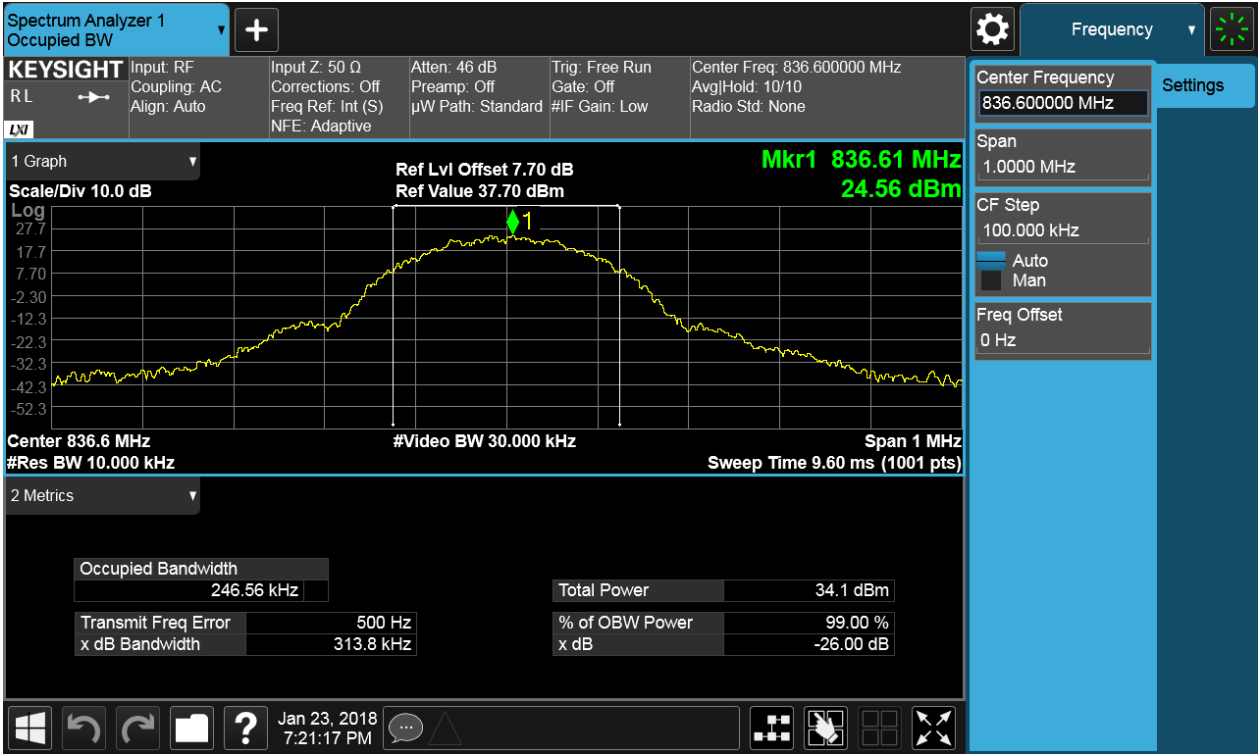 Spectrum Analyzer 1
Occupied BW
+
Frequency
KEYSIGHT
R L
LXI
Input: RF
Coupling: AC
Align: Auto
Input Z: 50 Ω
Corrections: Off
Freq Ref: Int (S)
NFE: Adaptive
Atten: 46 dB
Preamp: Off
µW Path: Standard
Trig: Free Run
Gate: Off
#IF Gain: Low
Center Freq: 836.600000 MHz
Avg|Hold: 10/10
Radio Std: None
Center Frequency
836.600000 MHz
Settings
Span
1.0000 MHz
CF Step
100.000 kHz
Auto
Man
Freq Offset
0 Hz
1 Graph
Scale/Div 10.0 dB
Ref Lvl Offset 7.70 dB
Ref Value 37.70 dBm
Mkr1 836.61 MHz
24.56 dBm
Log
27.7
17.7
7.70
-2.30
-12.3
-22.3
-32.3
-42.3
-52.3
1
Center 836.6 MHz
#Video BW 30.000 kHz
Span 1 MHz
#Res BW 10.000 kHz
Sweep Time 9.60 ms (1001 pts)
2 Metrics
Occupied Bandwidth
246.56 kHz
Total Power 34.1 dBm
Transmit Freq Error 500 Hz
% of OBW Power 99.00 %
x dB Bandwidth 313.8 kHz
x dB -26.00 dB
?
Jan 23, 2018
7:21:17 PM